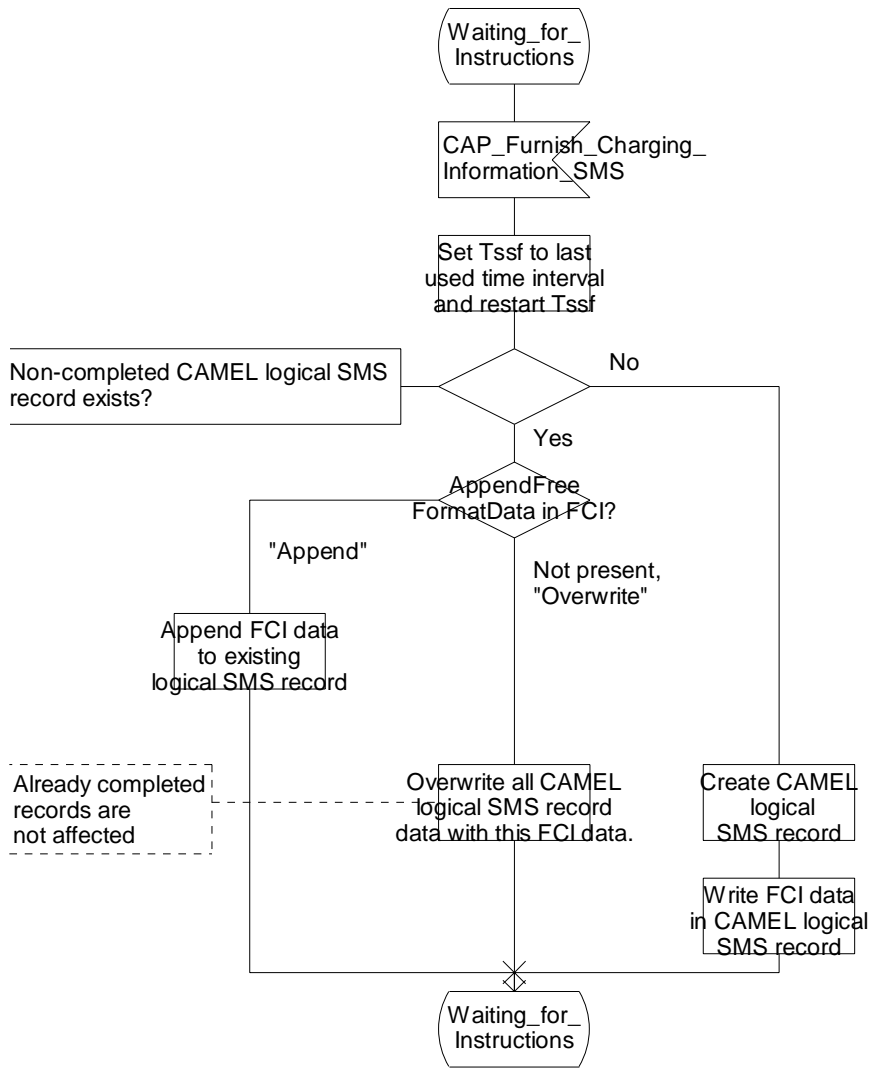 Waiting_for_
Instructions
CAP_Furnish_Charging_
Information_SMS
Set Tssf to last
used time interval
and restart Tssf
Non-completed CAMEL logical SMS
record exists?
No
Yes
AppendFree
FormatData in FCI?
"Append"
Not present,
"Overwrite"
Append FCI data
to existing
logical SMS record
Already completed
records are
not affected
Overwrite all CAMEL
logical SMS record
data with this FCI data.
Create CAMEL
logical
SMS record
Write FCI data
in CAMEL logical
SMS record
Waiting_for_
Instructions